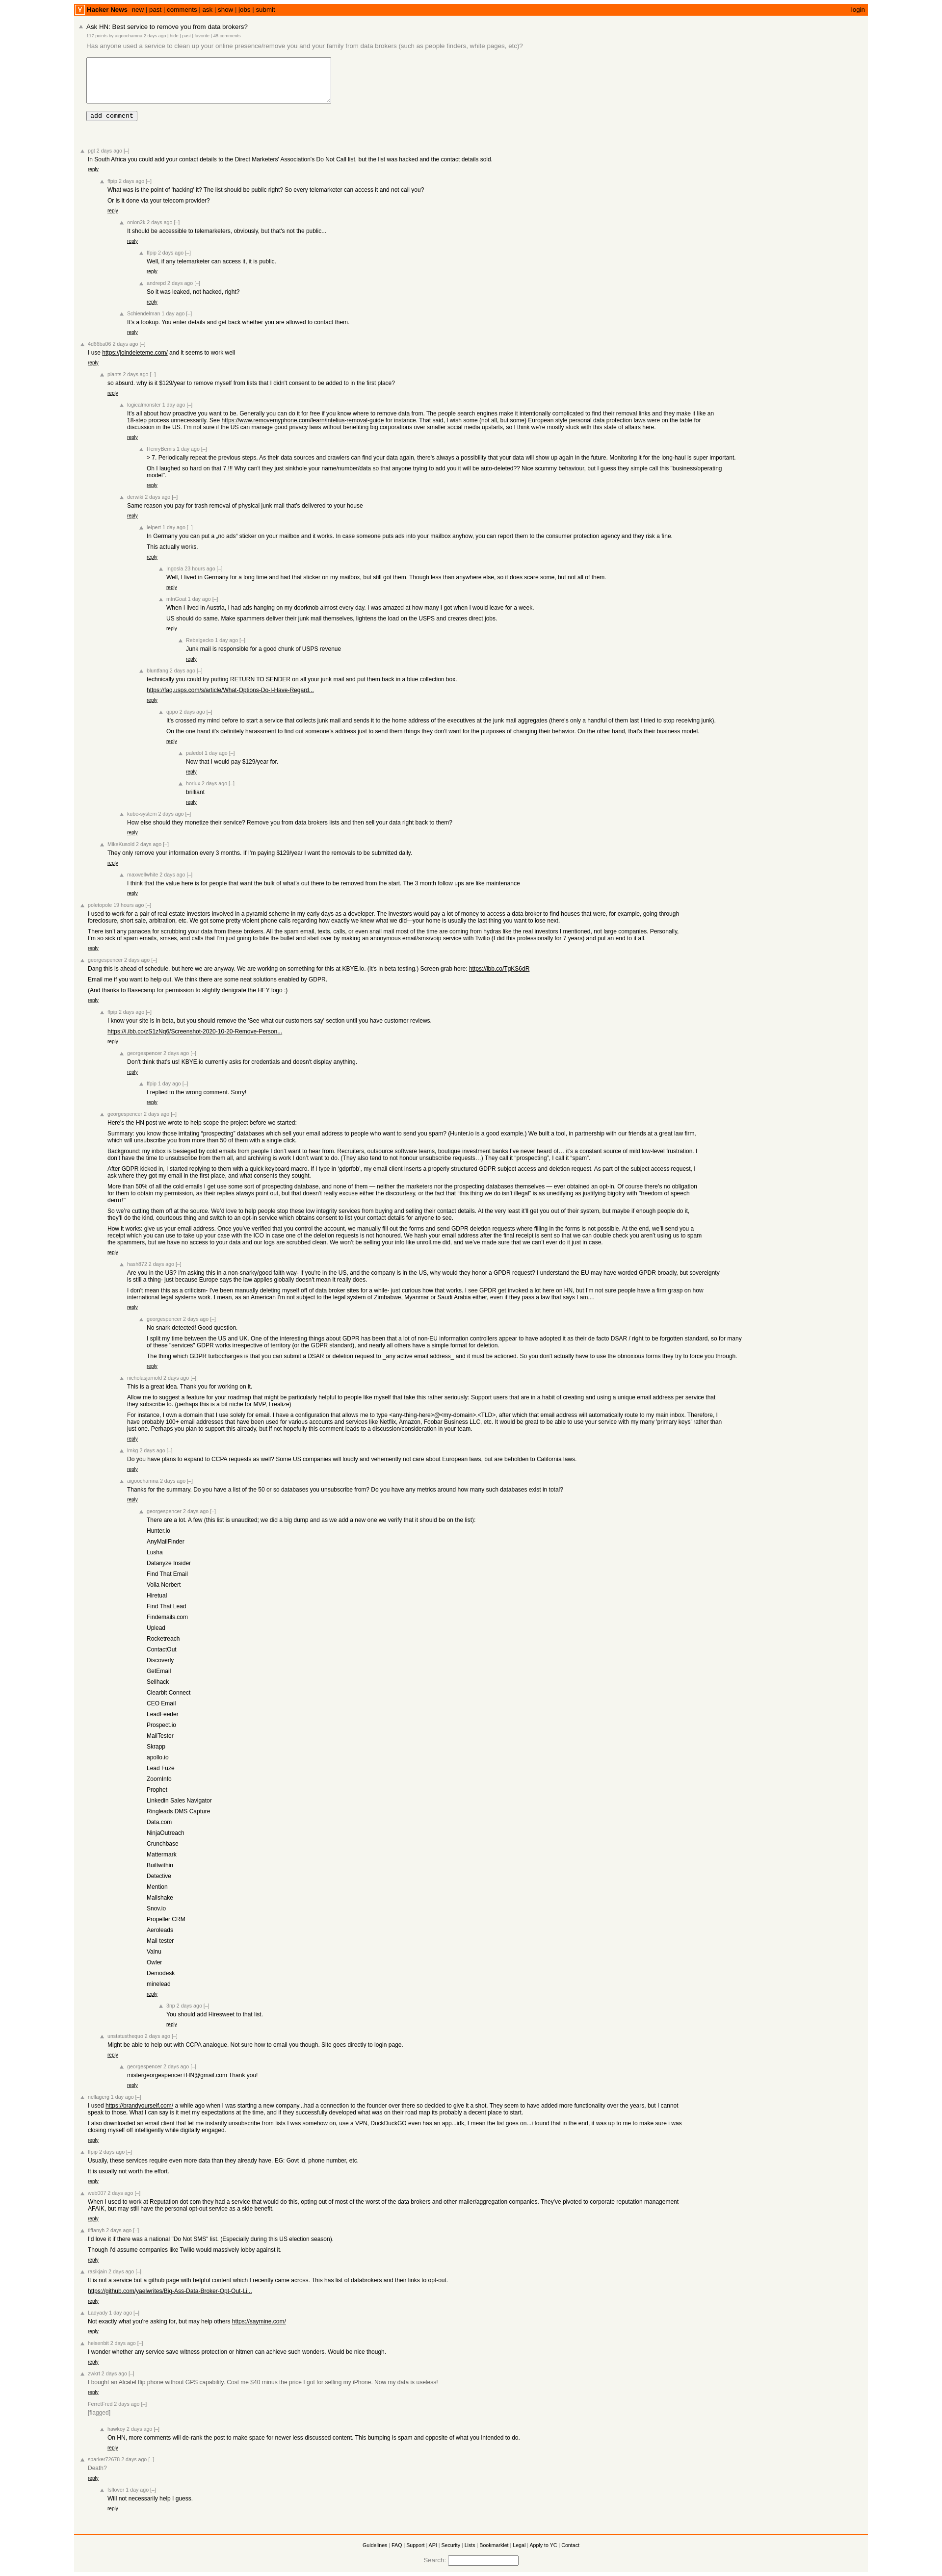 Y Hacker News new | past | comments | ask | show | jobs | submit login
Ask HN: Best service to remove you from data brokers?
117 points by aigoochamna 2 days ago | hide | past | favorite | 48 comments
Has anyone used a service to clean up your online presence/remove you and your family from data brokers (such as people finders, white pages, etc)?
add comment
pgt 2 days ago [–]
In South Africa you could add your contact details to the Direct Marketers' Association's Do Not Call list, but the list was hacked and the contact details sold.
reply
ffpip 2 days ago [–]
What was is the point of 'hacking' it? The list should be public right? So every telemarketer can access it and not call you?
Or is it done via your telecom provider?
reply
onion2k 2 days ago [–]
It should be accessible to telemarketers, obviously, but that's not the public...
reply
ffpip 2 days ago [–]
Well, if any telemarketer can access it, it is public.
reply
andrepd 2 days ago [–]
So it was leaked, not hacked, right?
reply
Schiendelman 1 day ago [–]
It's a lookup. You enter details and get back whether you are allowed to contact them.
reply
4d66ba06 2 days ago [–]
I use https://joindeleteme.com/ and it seems to work well
reply
plants 2 days ago [–]
so absurd. why is it $129/year to remove myself from lists that I didn't consent to be added to in the first place?
reply
logicalmonster 1 day ago [–]
It's all about how proactive you want to be. Generally you can do it for free if you know where to remove data from. The people search engines make it intentionally complicated to find their removal links and they make it like an
18-step process unnecessarily. See https://www.removemyphone.com/learn/intelius-removal-guide for instance. That said, I wish some (not all, but some) European style personal data protection laws were on the table for
discussion in the US. I'm not sure if the US can manage good privacy laws without benefiting big corporations over smaller social media upstarts, so I think we're mostly stuck with this state of affairs here.
reply
HenryBemis 1 day ago [–]
> 7. Periodically repeat the previous steps. As their data sources and crawlers can find your data again, there's always a possibility that your data will show up again in the future. Monitoring it for the long-haul is super important.
Oh I laughed so hard on that 7.!!! Why can't they just sinkhole your name/number/data so that anyone trying to add you it will be auto-deleted?? Nice scummy behaviour, but I guess they simple call this "business/operating
model".
reply
derwiki 2 days ago [–]
Same reason you pay for trash removal of physical junk mail that's delivered to your house
reply
leipert 1 day ago [–]
In Germany you can put a „no ads“ sticker on your mailbox and it works. In case someone puts ads into your mailbox anyhow, you can report them to the consumer protection agency and they risk a fine.
This actually works.
reply
Ingosla 23 hours ago [–]
Well, I lived in Germany for a long time and had that sticker on my mailbox, but still got them. Though less than anywhere else, so it does scare some, but not all of them.
reply
mtnGoat 1 day ago [–]
When I lived in Austria, I had ads hanging on my doorknob almost every day. I was amazed at how many I got when I would leave for a week.
US should do same. Make spammers deliver their junk mail themselves, lightens the load on the USPS and creates direct jobs.
reply
Rebelgecko 1 day ago [–]
Junk mail is responsible for a good chunk of USPS revenue
reply
bluntfang 2 days ago [–]
technically you could try putting RETURN TO SENDER on all your junk mail and put them back in a blue collection box.
https://faq.usps.com/s/article/What-Options-Do-I-Have-Regard...
reply
qppo 2 days ago [–]
It's crossed my mind before to start a service that collects junk mail and sends it to the home address of the executives at the junk mail aggregates (there's only a handful of them last I tried to stop receiving junk).
On the one hand it's definitely harassment to find out someone's address just to send them things they don't want for the purposes of changing their behavior. On the other hand, that's their business model.
reply
paledot 1 day ago [–]
Now that I would pay $129/year for.
reply
horlux 2 days ago [–]
brilliant
reply
kube-system 2 days ago [–]
How else should they monetize their service? Remove you from data brokers lists and then sell your data right back to them?
reply
MikeKusold 2 days ago [–]
They only remove your information every 3 months. If I'm paying $129/year I want the removals to be submitted daily.
reply
maxwellwhite 2 days ago [–]
I think that the value here is for people that want the bulk of what's out there to be removed from the start. The 3 month follow ups are like maintenance
reply
poletopole 19 hours ago [–]
I used to work for a pair of real estate investors involved in a pyramid scheme in my early days as a developer. The investors would pay a lot of money to access a data broker to find houses that were, for example, going through
foreclosure, short sale, arbitration, etc. We got some pretty violent phone calls regarding how exactly we knew what we did—your home is usually the last thing you want to lose next.
There isn't any panacea for scrubbing your data from these brokers. All the spam email, texts, calls, or even snail mail most of the time are coming from hydras like the real investors I mentioned, not large companies. Personally,
I'm so sick of spam emails, smses, and calls that I'm just going to bite the bullet and start over by making an anonymous email/sms/voip service with Twilio (I did this professionally for 7 years) and put an end to it all.
reply
georgespencer 2 days ago [–]
Dang this is ahead of schedule, but here we are anyway. We are working on something for this at KBYE.io. (It's in beta testing.) Screen grab here: https://ibb.co/TgKS6dR
Email me if you want to help out. We think there are some neat solutions enabled by GDPR.
(And thanks to Basecamp for permission to slightly denigrate the HEY logo :)
reply
ffpip 2 days ago [–]
I know your site is in beta, but you should remove the 'See what our customers say' section until you have customer reviews.
https://i.ibb.co/zS1zNq6/Screenshot-2020-10-20-Remove-Person...
reply
georgespencer 2 days ago [–]
Don't think that's us! KBYE.io currently asks for credentials and doesn't display anything.
reply
ffpip 1 day ago [–]
I replied to the wrong comment. Sorry!
reply
georgespencer 2 days ago [–]
Here's the HN post we wrote to help scope the project before we started:
Summary: you know those irritating “prospecting” databases which sell your email address to people who want to send you spam? (Hunter.io is a good example.) We built a tool, in partnership with our friends at a great law firm,
which will unsubscribe you from more than 50 of them with a single click.
Background: my inbox is besieged by cold emails from people I don't want to hear from. Recruiters, outsource software teams, boutique investment banks I've never heard of… it's a constant source of mild low-level frustration. I
don't have the time to unsubscribe from them all, and archiving is work I don't want to do. (They also tend to not honour unsubscribe requests…) They call it “prospecting”, I call it “spam”.
After GDPR kicked in, I started replying to them with a quick keyboard macro. If I type in ‘gdprfob’, my email client inserts a properly structured GDPR subject access and deletion request. As part of the subject access request, I
ask where they got my email in the first place, and what consents they sought.
More than 50% of all the cold emails I get use some sort of prospecting database, and none of them — neither the marketers nor the prospecting databases themselves — ever obtained an opt-in. Of course there's no obligation
for them to obtain my permission, as their replies always point out, but that doesn't really excuse either the discourtesy, or the fact that “this thing we do isn't illegal” is as unedifying as justifying bigotry with “freedom of speech
derrrr!”
So we're cutting them off at the source. We'd love to help people stop these low integrity services from buying and selling their contact details. At the very least it'll get you out of their system, but maybe if enough people do it,
they'll do the kind, courteous thing and switch to an opt-in service which obtains consent to list your contact details for anyone to see.
How it works: give us your email address. Once you've verified that you control the account, we manually fill out the forms and send GDPR deletion requests where filling in the forms is not possible. At the end, we'll send you a
receipt which you can use to take up your case with the ICO in case one of the deletion requests is not honoured. We hash your email address after the final receipt is sent so that we can double check you aren't using us to spam
the spammers, but we have no access to your data and our logs are scrubbed clean. We won't be selling your info like unroll.me did, and we've made sure that we can't ever do it just in case.
reply
hash872 2 days ago [–]
Are you in the US? I'm asking this in a non-snarky/good faith way- if you're in the US, and the company is in the US, why would they honor a GDPR request? I understand the EU may have worded GDPR broadly, but sovereignty
is still a thing- just because Europe says the law applies globally doesn't mean it really does.
I don't mean this as a criticism- I've been manually deleting myself off of data broker sites for a while- just curious how that works. I see GPDR get invoked a lot here on HN, but I'm not sure people have a firm grasp on how
international legal systems work. I mean, as an American I'm not subject to the legal system of Zimbabwe, Myanmar or Saudi Arabia either, even if they pass a law that says I am....
reply
georgespencer 2 days ago [–]
No snark detected! Good question.
I split my time between the US and UK. One of the interesting things about GDPR has been that a lot of non-EU information controllers appear to have adopted it as their de facto DSAR / right to be forgotten standard, so for many
of these "services" GDPR works irrespective of territory (or the GDPR standard), and nearly all others have a simple format for deletion.
The thing which GDPR turbocharges is that you can submit a DSAR or deletion request to _any active email address_ and it must be actioned. So you don't actually have to use the obnoxious forms they try to force you through.
reply
nicholaspenold 2 days ago [–]
This is a great idea. Thank you for working on it.
Allow me to suggest a feature for your roadmap that might be particularly helpful to people like myself that take this rather seriously: Support users that are in a habit of creating and using a unique email address per service that
they subscribe to. (perhaps this is a bit niche for MVP, I realize)
For instance, I own a domain that I use solely for email. I have a configuration that allows me to type <any-thing-here>@<my-domain>.<TLD>, after which that email address will automatically route to my main inbox. Therefore, I
have probably 100+ email addresses that have been used for various accounts and services like Netflix, Amazon, Foobar Business LLC, etc. It would be great to be able to use your service with my many 'primary keys' rather than
just one. Perhaps you plan to support this already, but if not hopefully this comment leads to a discussion/consideration in your team.
reply
lmkg 2 days ago [–]
Do you have plans to expand to CCPA requests as well? Some US companies will loudly and vehemently not care about European laws, but are beholden to California laws.
reply
aigoochamna 2 days ago [–]
Thanks for the summary. Do you have a list of the 50 or so databases you unsubscribe from? Do you have any metrics around how many such databases exist in total?
reply
georgespencer 2 days ago [–]
There are a lot. A few (this list is unaudited; we did a big dump and as we add a new one we verify that it should be on the list):
Hunter.io
AnyMailFinder
Lusha
Datanyze Insider
Find That Email
Voila Norbert
Hiretual
Find That Lead
Findemails.com
Uplead
Rocketreach
ContactOut
Discoverly
GetEmail
Sellhack
Clearbit Connect
CEO Email
LeadFeeder
Prospect.io
MailTester
Skrapp
apollo.io
Lead Fuze
ZoomInfo
Prophet
Linkedin Sales Navigator
Ringleads DMS Capture
Data.com
NinjaOutreach
Crunchbase
Mattermark
Builtwithin
Detective
Mention
Mailshake
Snov.io
Propeller CRM
Aeroleads
Mail tester
Vainu
Owler
Demodesk
minelead
reply
3np 2 days ago [–]
You should add Hiresweet to that list.
reply
unstatusthequo 2 days ago [–]
Might be able to help out with CCPA analogue. Not sure how to email you though. Site goes directly to login page.
reply
georgespencer 2 days ago [–]
mistergeorgespencer+HN@gmail.com Thank you!
reply
nellagerg 1 day ago [–]
I used https://brandyourself.com/ a while ago when I was starting a new company...had a connection to the founder over there so decided to give it a shot. They seem to have added more functionality over the years, but I cannot
speak to those. What I can say is it met my expectations at the time, and if they successfully developed what was on their road map its probably a decent place to start.
I also downloaded an email client that let me instantly unsubscribe from lists I was somehow on, use a VPN, DuckDuckGO even has an app...idk, I mean the list goes on...i found that in the end, it was up to me to make sure i was
closing myself off intelligently while digitally engaged.
reply
ffpip 2 days ago [–]
Usually, these services require even more data than they already have. EG: Govt id, phone number, etc.
It is usually not worth the effort.
reply
web007 2 days ago [–]
When I used to work at Reputation dot com they had a service that would do this, opting out of most of the worst of the data brokers and other mailer/aggregation companies. They've pivoted to corporate reputation management
AFAIK, but may still have the personal opt-out service as a side benefit.
reply
tiffanyh 2 days ago [–]
I'd love it if there was a national "Do Not SMS" list. (Especially during this US election season).
Though I'd assume companies like Twilio would massively lobby against it.
reply
rasikjain 2 days ago [–]
It is not a service but a github page with helpful content which I recently came across. This has list of databrokers and their links to opt-out.
https://github.com/yaelwrites/Big-Ass-Data-Broker-Opt-Out-Li...
reply
Ladyady 1 day ago [–]
Not exactly what you're asking for, but may help others https://saymine.com/
reply
heisenbit 2 days ago [–]
I wonder whether any service save witness protection or hitmen can achieve such wonders. Would be nice though.
reply
zwkrt 2 days ago [–]
I bought an Alcatel flip phone without GPS capability. Cost me $40 minus the price I got for selling my iPhone. Now my data is useless!
reply
FerretFred 2 days ago [–]
[flagged]
hawkoy 2 days ago [–]
On HN, more comments will de-rank the post to make space for newer less discussed content. This bumping is spam and opposite of what you intended to do.
reply
sparker72678 2 days ago [–]
Death?
reply
hiflover 1 day ago [–]
Will not necessarily help I guess.
reply
Guidelines | FAQ | Support | API | Security | Lists | Bookmarklet | Legal | Apply to YC | Contact
Search: